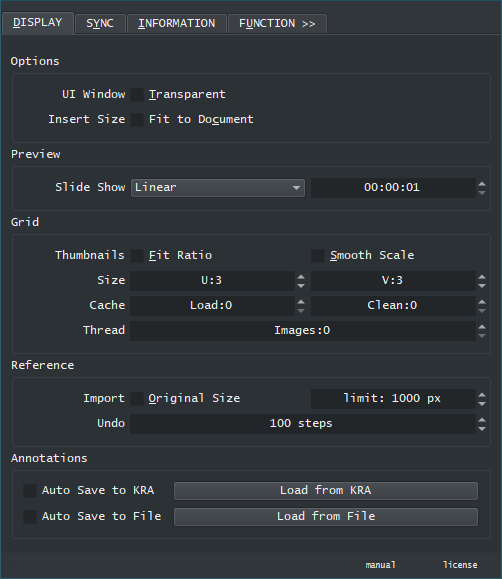 DISPLAY SYNC INFORMATION FUNCTION >>
Options
UI Window Transparent
Insert Size Fit to Document
Preview
Slide Show Linear 00:00:01
Grid
Thumbnails Fit Ratio Smooth Scale
Size U:3 V:3
Cache Load:0 Clean:0
Thread Images:0
Reference
Import Original Size limit: 1000 px
Undo 100 steps
Annotations
Auto Save to KRA Load from KRA
Auto Save to File Load from File
manual license